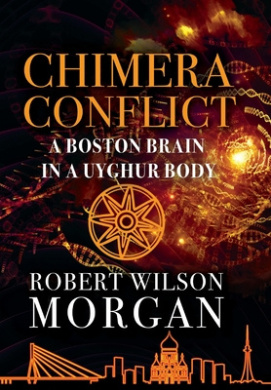 CHIMERA
CONFLICT
A BOSTON BRAIN
IN A UYGHUR BODY
ROBERT WILSON
MORGAN